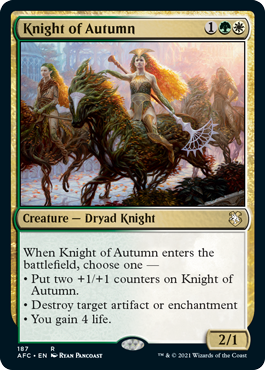 Knight of Autumn 1
Creature — Dryad Knight
When Knight of Autumn enters the
battlefield, choose one —
• Put two +1/+1 counters on Knight of
Autumn.
• Destroy target artifact or enchantment
• You gain 4 life.
2/1
187 R
AFC • EN Ryan Pancoast
™ & © 2021 Wizards of the Coast